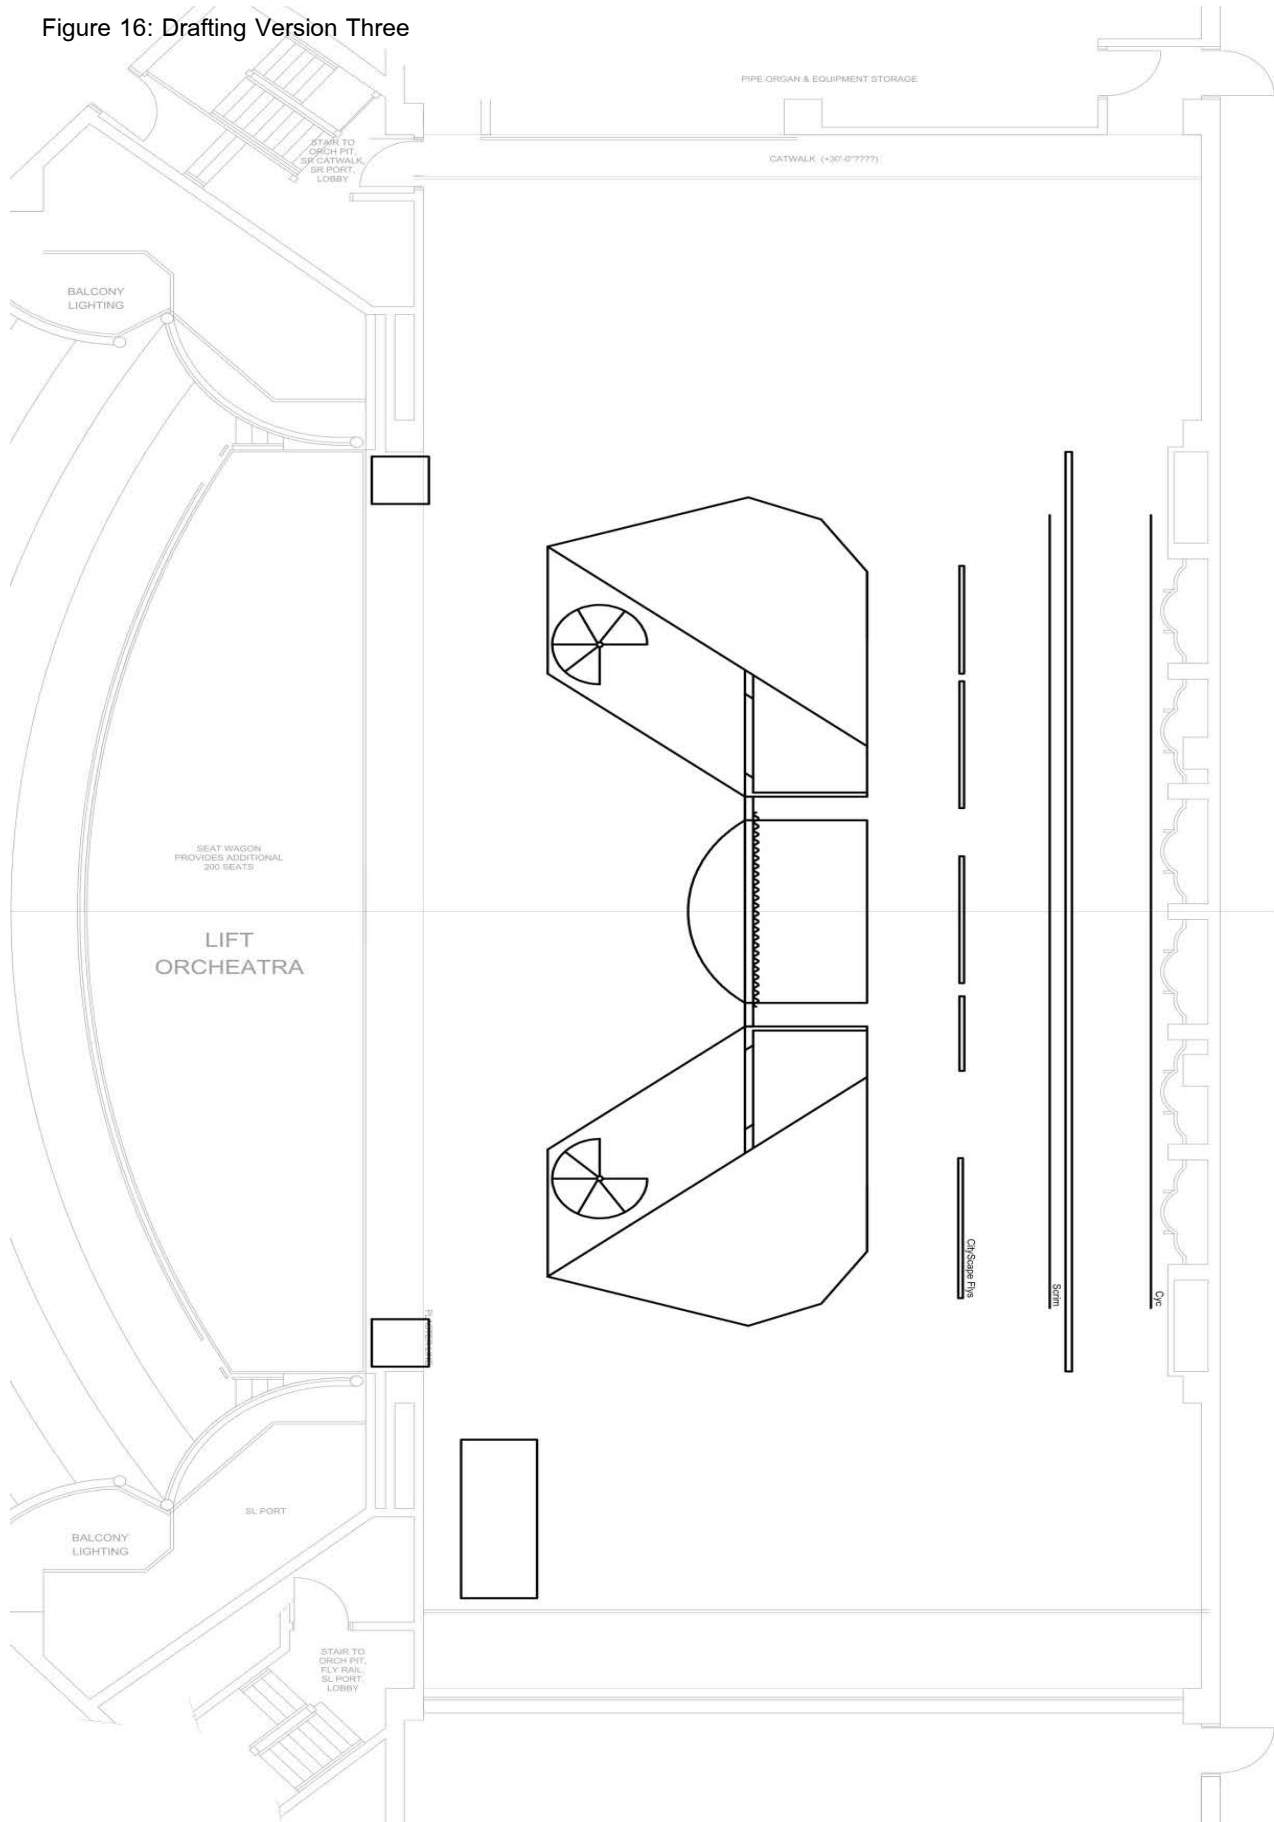 Figure 16: Drafting Version Three
PIPE ORGAN & EQUIPMENT STORAGE
STAIR TO
ORCH PIT,
SR CATWALK,
SR PORT,
LOBBY
CATWALK (+30'-0"????)
BALCONY
LIGHTING
SEAT WAGON
PROVIDES ADDITIONAL
200 SEATS
LIFT
ORCHEATRA
CityScape Flys
Scrim
Cyc
SL PORT
BALCONY
LIGHTING
STAIR TO
ORCH PIT,
FLY RAIL,
SL PORT,
LOBBY